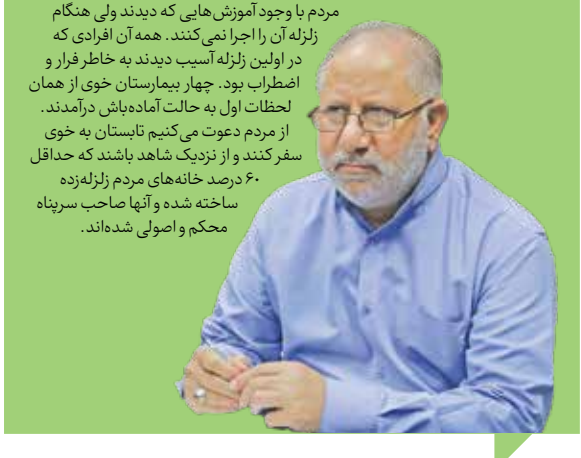 مردم با وجود آموزش‌هایی که دیدند ولی هنگام
زلزله آن را اجرا نمی‌کنند. همه آن افرادی که
در اولین زلزله آسیب دیدند به خاطر فرار و
اضطراب بود. چهار بیمارستان خوی از همان
لحظات اول به حالت آماده‌باش درآمدند.
از مردم دعوت می‌کنیم تابستان به خوی
سفر کنند و از نزدیک شاهد باشند که حداقل
۶۰ درصد خانه‌های مردم زلزله‌زده
ساخته شده و آنها صاحب سرپناه
محکم و اصولی شده‌اند.